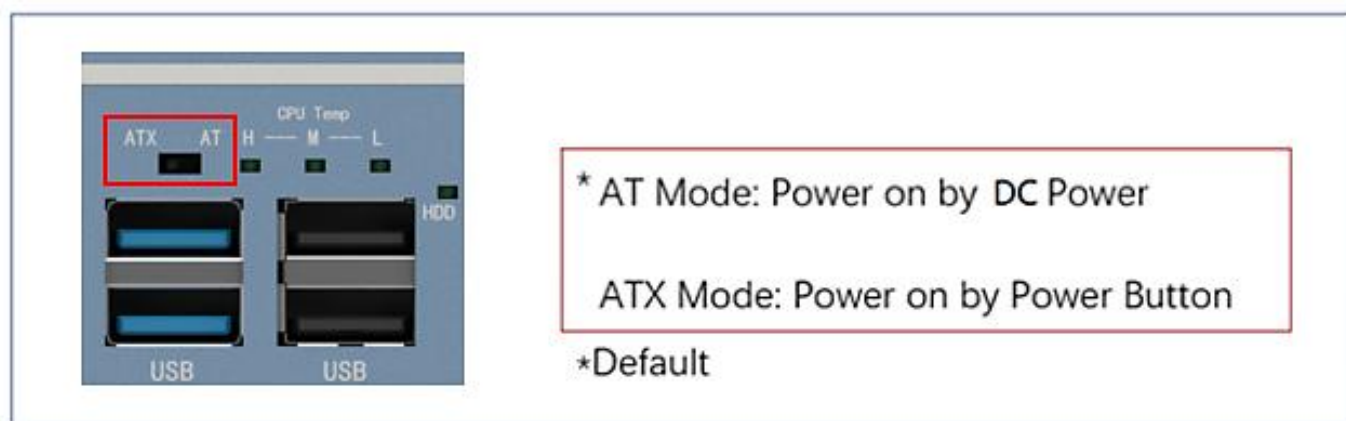 CPU Temp
ATX AT H M L
HDD
USB USB
* AT Mode: Power on by DC Power
ATX Mode: Power on by Power Button
*Default